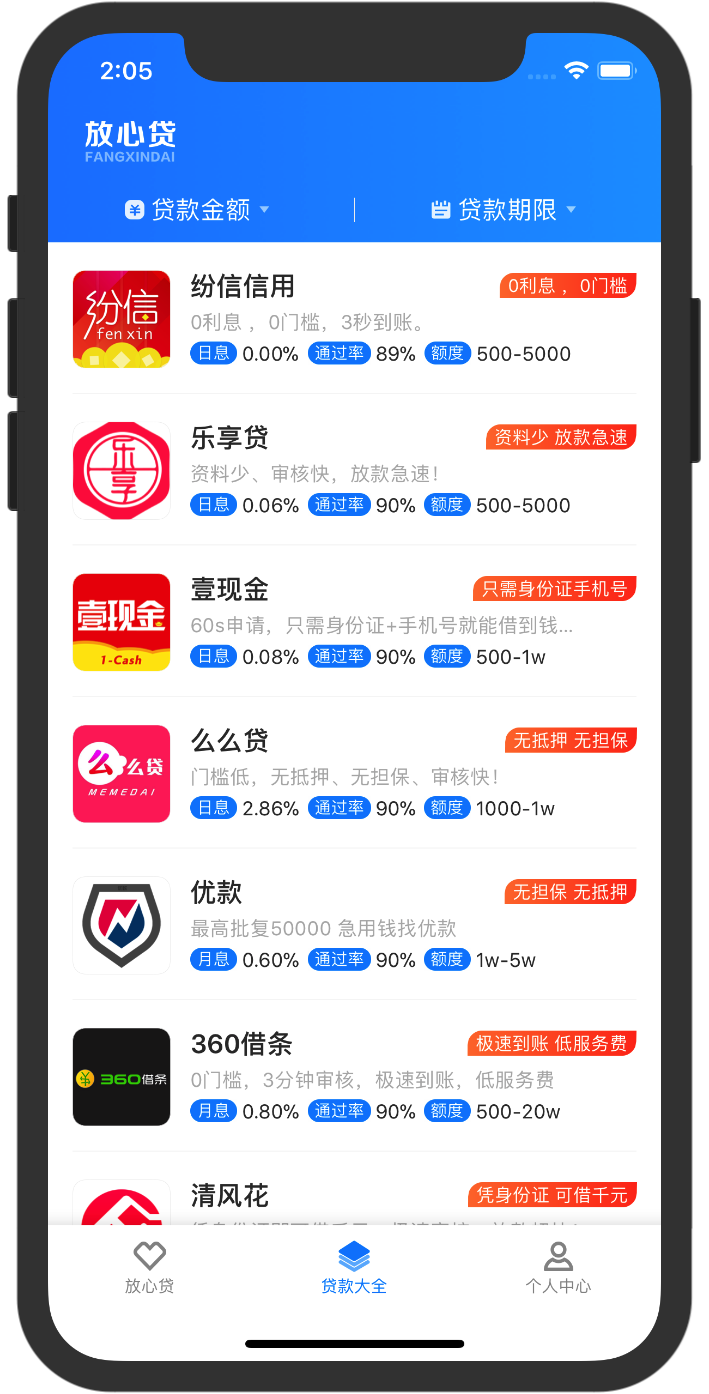 2:05
放心贷
FANGXINDAI
贷款金额
贷款期限
纷信
fen xin
纷信信用
0利息 ，0门槛
0利息 ，0门槛，3秒到账。
日息 0.00% 通过率 89% 额度 500-5000
乐享
乐享贷
资料少 放款急速
资料少、审核快，放款急速！
日息 0.06% 通过率 90% 额度 500-5000
壹现金
1-Cash
壹现金
只需身份证手机号
60s申请，只需身份证+手机号就能借到钱...
日息 0.08% 通过率 90% 额度 500-1w
么么贷
MEMEDAI
么么贷
无抵押 无担保
门槛低，无抵押、无担保、审核快！
日息 2.86% 通过率 90% 额度 1000-1w
优款
无担保 无抵押
最高批复50000 急用钱找优款
月息 0.60% 通过率 90% 额度 1w-5w
360借条
360借条
极速到账 低服务费
0门槛，3分钟审核，极速到账，低服务费
月息 0.80% 通过率 90% 额度 500-20w
清风花
凭身份证 可借千元
放心贷
贷款大全
个人中心